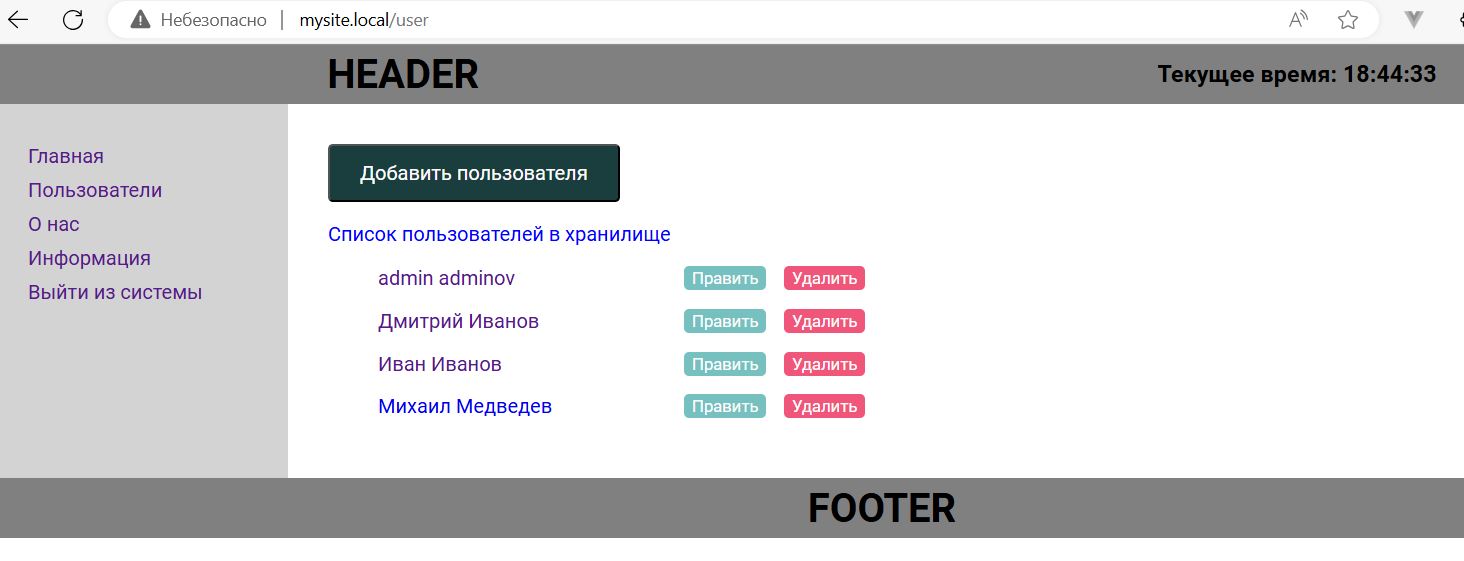 Небезопасно mysite.local/user
HEADER
Текущее время: 18:44:33
Главная
Пользователи
О нас
Информация
Выйти из системы
Добавить пользователя
Список пользователей в хранилище
admin adminov Править Удалить
Дмитрий Иванов Править Удалить
Иван Иванов Править Удалить
Михаил Медведев Править Удалить
FOOTER